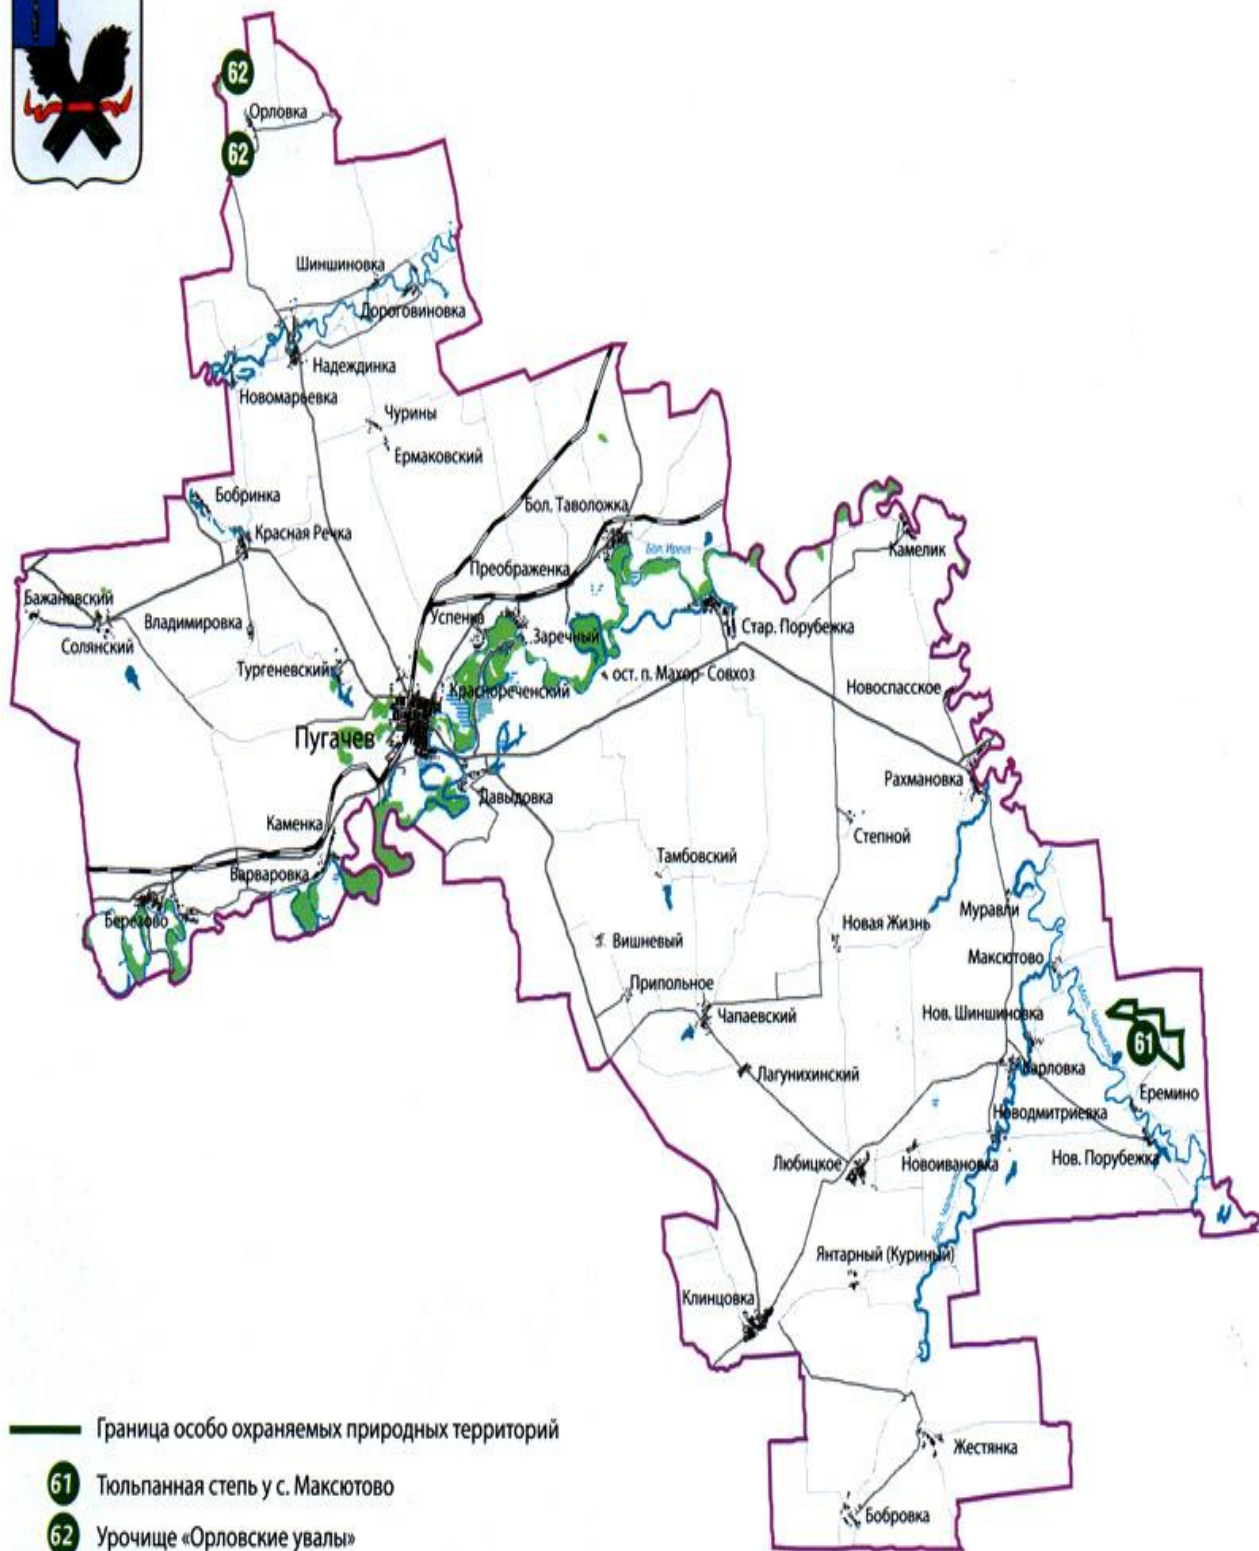 62
Орловка
62
Шиншиновка
Дороговиновка
Надеждинка
Новомарьевка
Чурины
Ермаковский
Бобринка
Бол. Таволожка
Красная Речка
Бол. Иргиз
Камелик
Преображенка
Бажановский
Успенка
Владимировка
Заречный
Стар. Порубежка
Солянский
Тургеневский
ост. п. Махор- Совхоз
Краснореченский
Новоспасское
Пугачев
Рахмановка
Давыдовка
Каменка
Степной
Тамбовский
Варваровка
Муравли
Березово
Новая Жизнь
Вишневый
Максютово
Припольное
Чапаевский
Нов. Шиншиновка
61
Карловка
Лагунихинский
Еремино
Новодмитриевка
Любицкое
Новоивановка
Нов. Порубежка
Янтарный (Куриный)
Клинцовка
Граница особо охраняемых природных территорий
Жестянка
61 Тюльпанная степь у с. Максютово
Бобровка
62 Урочище «Орловские увалы»